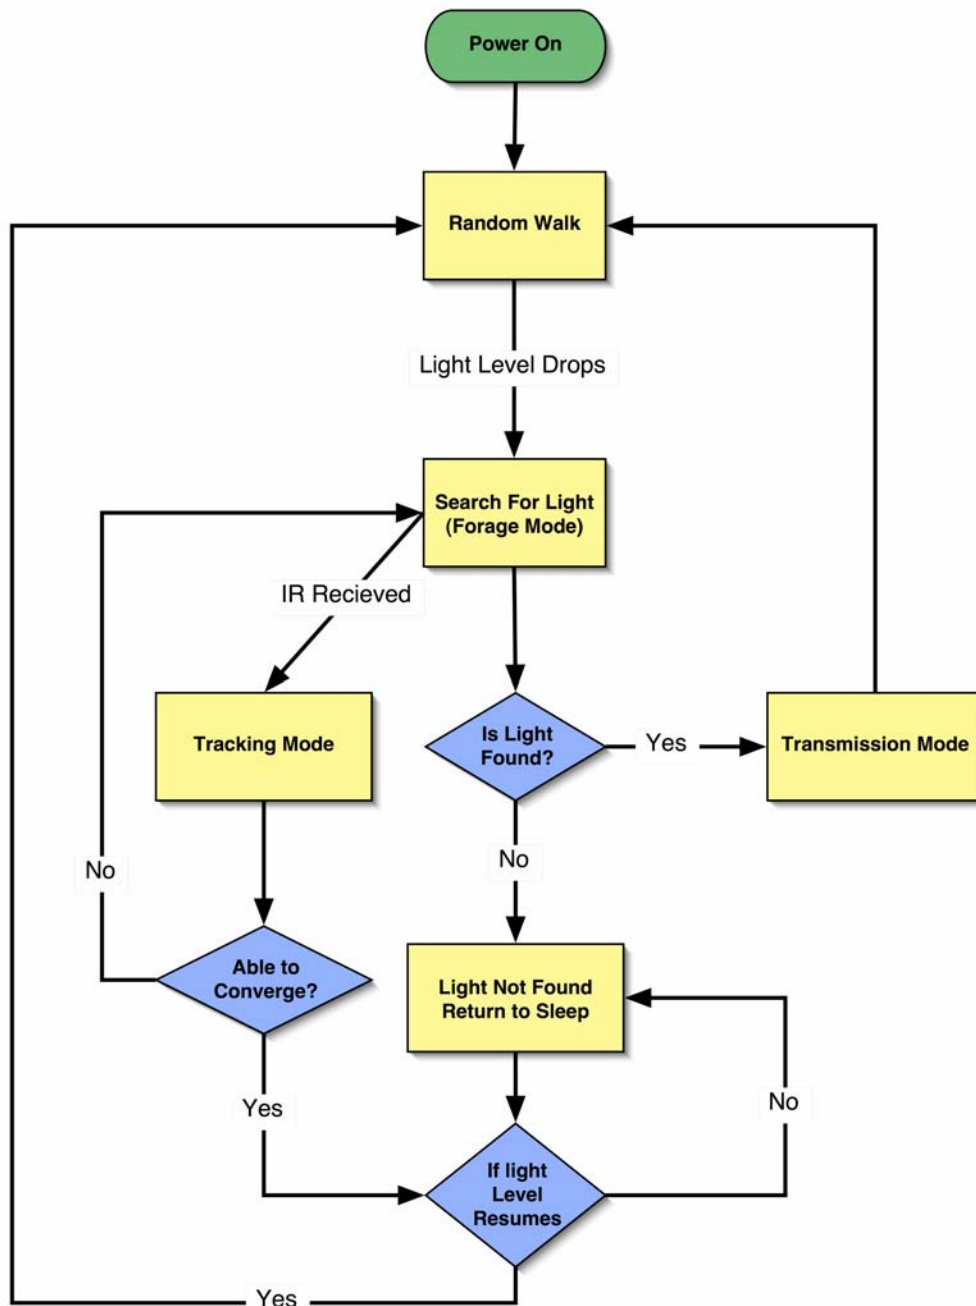 Power On
Random Walk
Light Level Drops
Search For Light
(Forage Mode)
IR Recieved
Tracking Mode
Is Light
Found?
Yes
Transmission Mode
No
No
Able to
Converge?
Light Not Found
Return to Sleep
Yes
No
If light
Level
Resumes
Yes